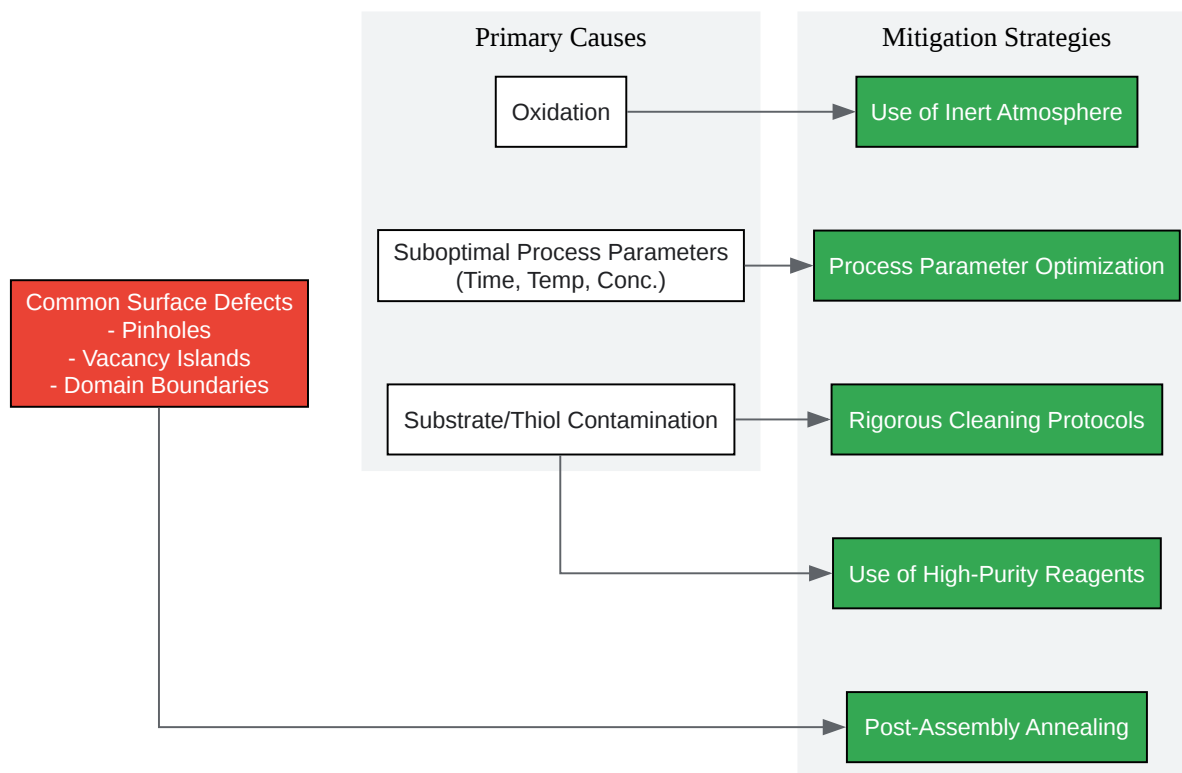 Primary Causes
Mitigation Strategies
Oxidation
Use of Inert Atmosphere
Suboptimal Process Parameters
(Time, Temp, Conc.)
Process Parameter Optimization
Common Surface Defects
- Pinholes
- Vacancy Islands
- Domain Boundaries
Substrate/Thiol Contamination
Rigorous Cleaning Protocols
Use of High-Purity Reagents
Post-Assembly Annealing